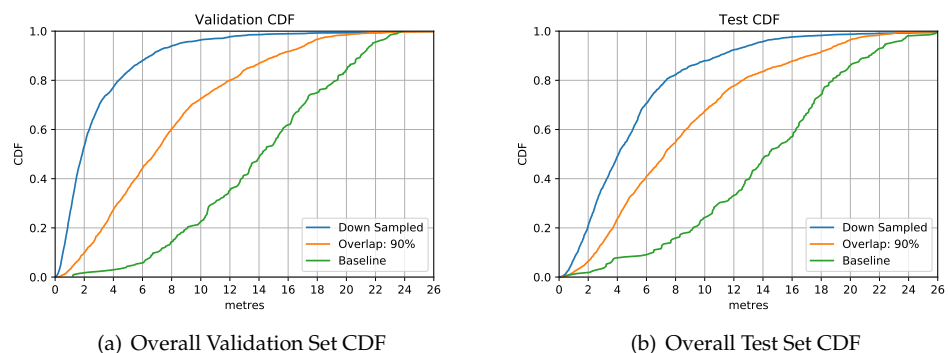 Validation CDF
1.0
0.8
0.6
0.4
0.2
0.0
CDF
0 2 4 6 8 10 12 14 16 18 20 22 24 26
metres
Down Sampled
Overlap: 90%
Baseline
(a) Overall Validation Set CDF
Test CDF
1.0
0.8
0.6
0.4
0.2
0.0
CDF
0 2 4 6 8 10 12 14 16 18 20 22 24 26
metres
Down Sampled
Overlap: 90%
Baseline
(b) Overall Test Set CDF